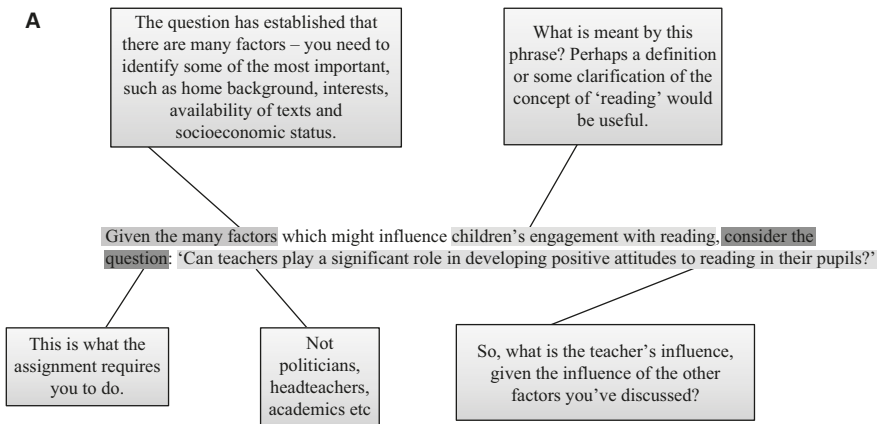 A
The question has established that
there are many factors – you need to
identify some of the most important,
such as home background, interests,
availability of texts and
socioeconomic status.
What is meant by this
phrase? Perhaps a definition
or some clarification of the
concept of ‘reading’ would
be useful.
Given the many factors which might influence children’s engagement with reading, consider the
question: ‘Can teachers play a significant role in developing positive attitudes to reading in their pupils?’
This is what the
assignment requires
you to do.
Not
politicians,
headteachers,
academics etc
So, what is the teacher’s influence,
given the influence of the other
factors you’ve discussed?